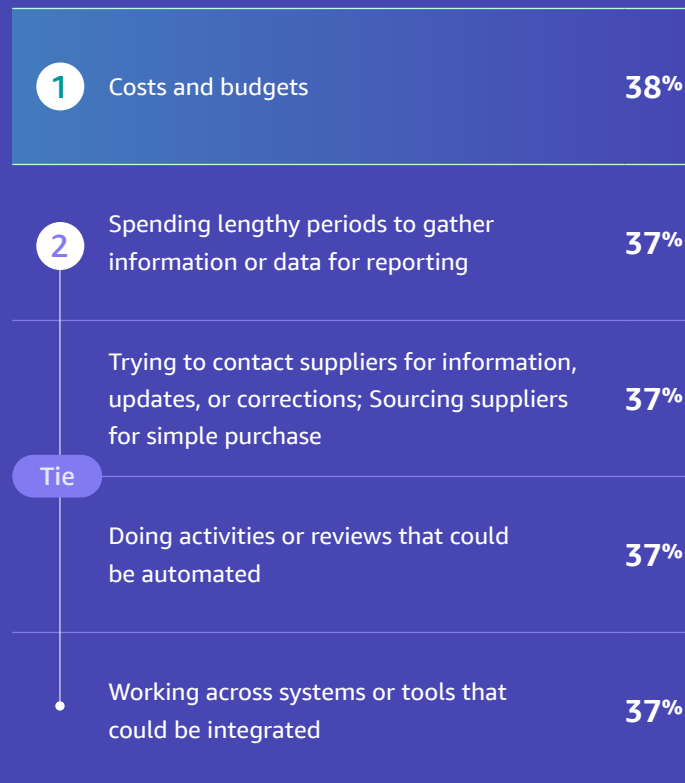 1
Costs and budgets
38%
2
Spending lengthy periods to gather
information or data for reporting
37%
Trying to contact suppliers for information,
updates, or corrections; Sourcing suppliers
for simple purchase
37%
Tie
Doing activities or reviews that could
be automated
37%
Working across systems or tools that
could be integrated
37%